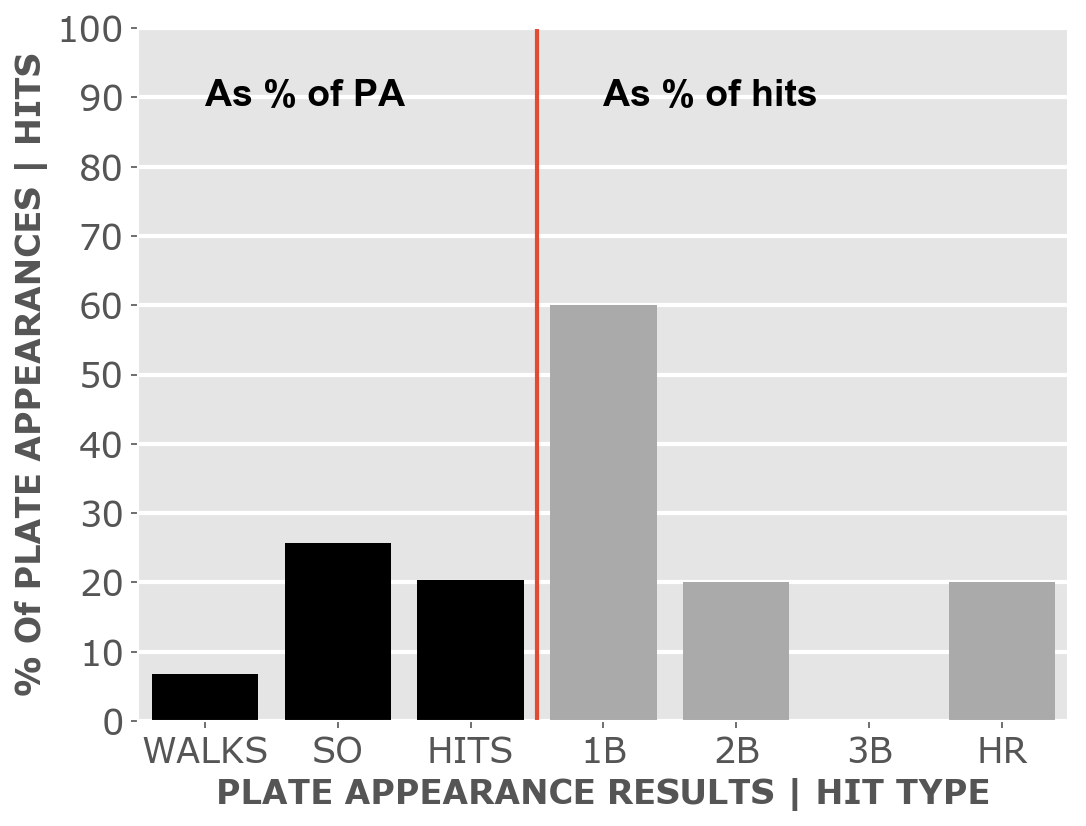 % Of PLATE APPEARANCES | HITS
100
90
80
70
60
50
40
30
20
10
0
As % of PA
As % of hits
WALKS SO HITS 1B 2B 3B HR
PLATE APPEARANCE RESULTS | HIT TYPE